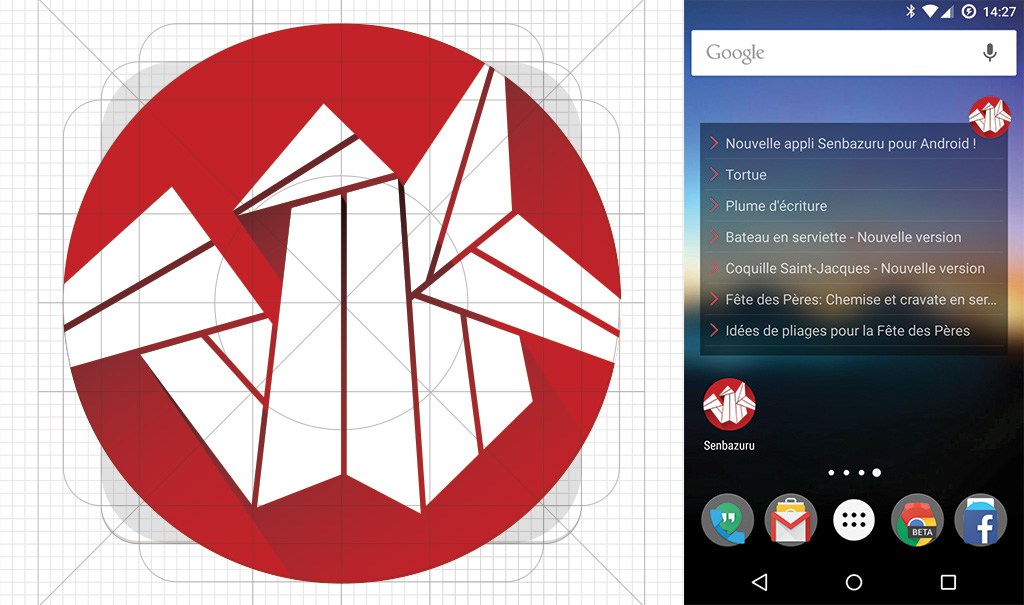 14:27
Google
Nouvelle appli Senbazuru pour Android !
Tortue
Plume d'écriture
Bateau en serviette - Nouvelle version
Coquille Saint-Jacques - Nouvelle version
Fête des Pères: Chemise et cravate en ser...
Idées de pliages pour la Fête des Pères
Senbazuru
BETA